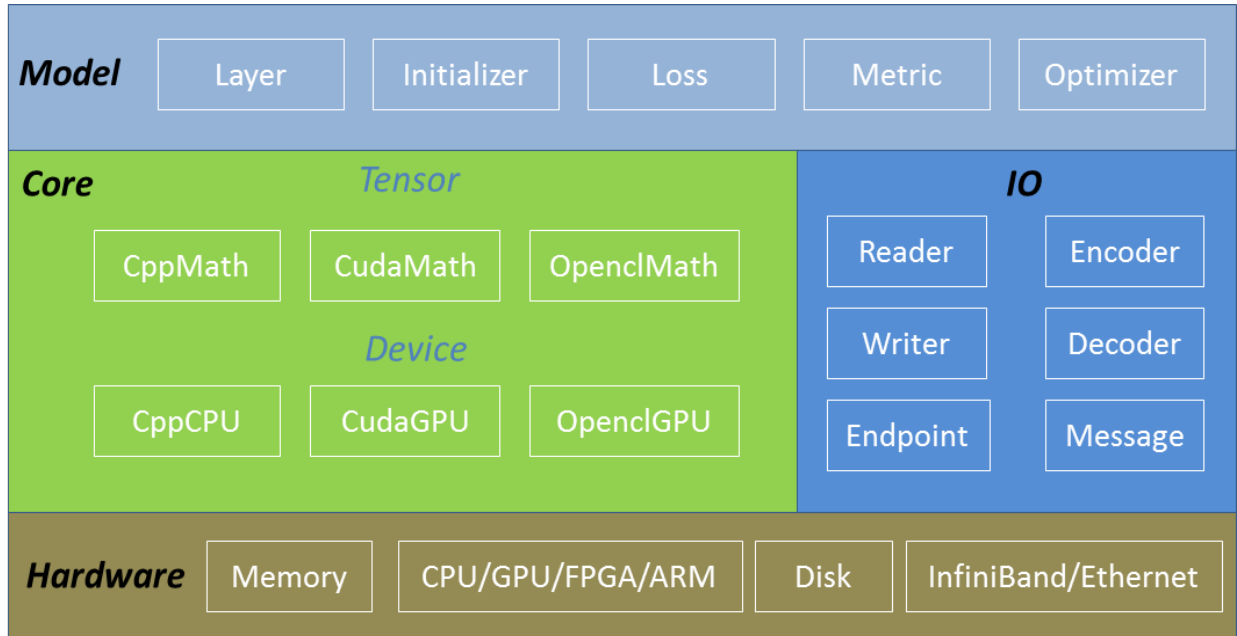 Model Layer Initializer Loss Metric Optimizer
Core
Tensor
CppMath CudaMath OpenclMath
Device
CppCPU CudaGPU OpenclGPU
IO
Reader Encoder
Writer Decoder
Endpoint Message
Hardware Memory CPU/GPU/FPGA/ARM Disk InfiniBand/Ethernet